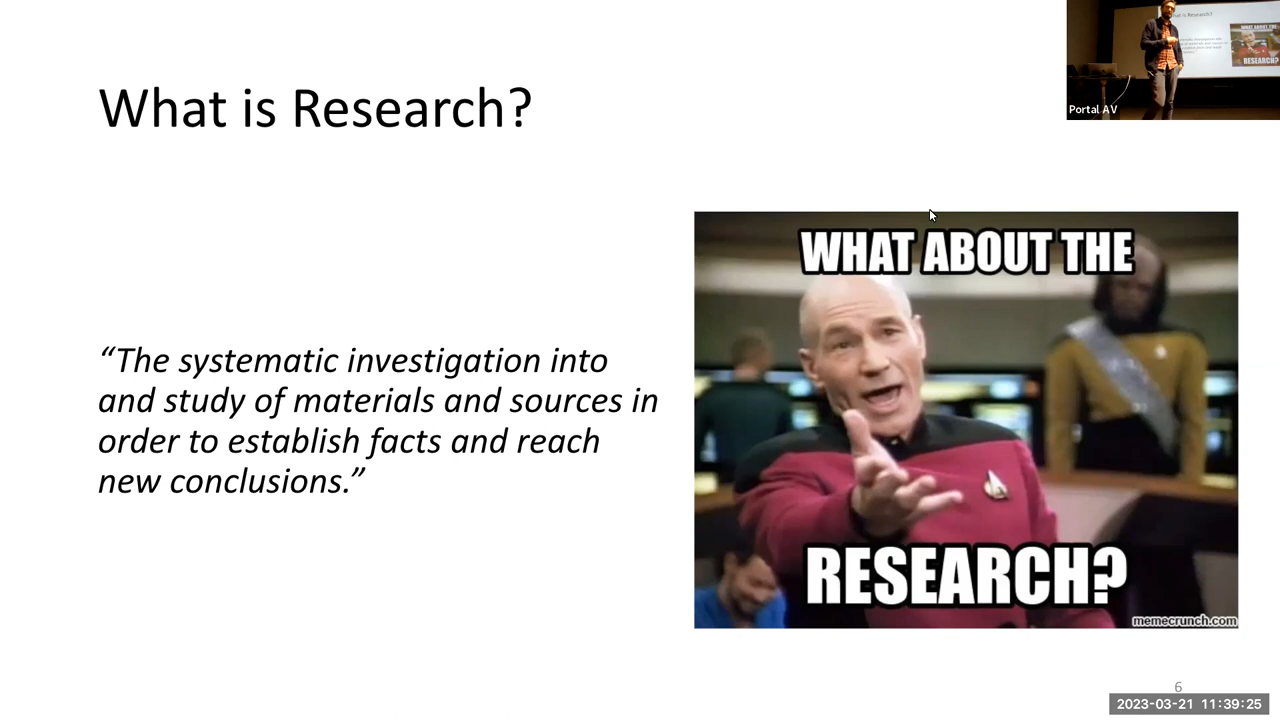 What is Research?
Portal AV
“The systematic investigation into
and study of materials and sources in
order to establish facts and reach
new conclusions.”
WHAT ABOUT THE
RESEARCH?
memecrunch.com
6
2023-03-21 11:39:25